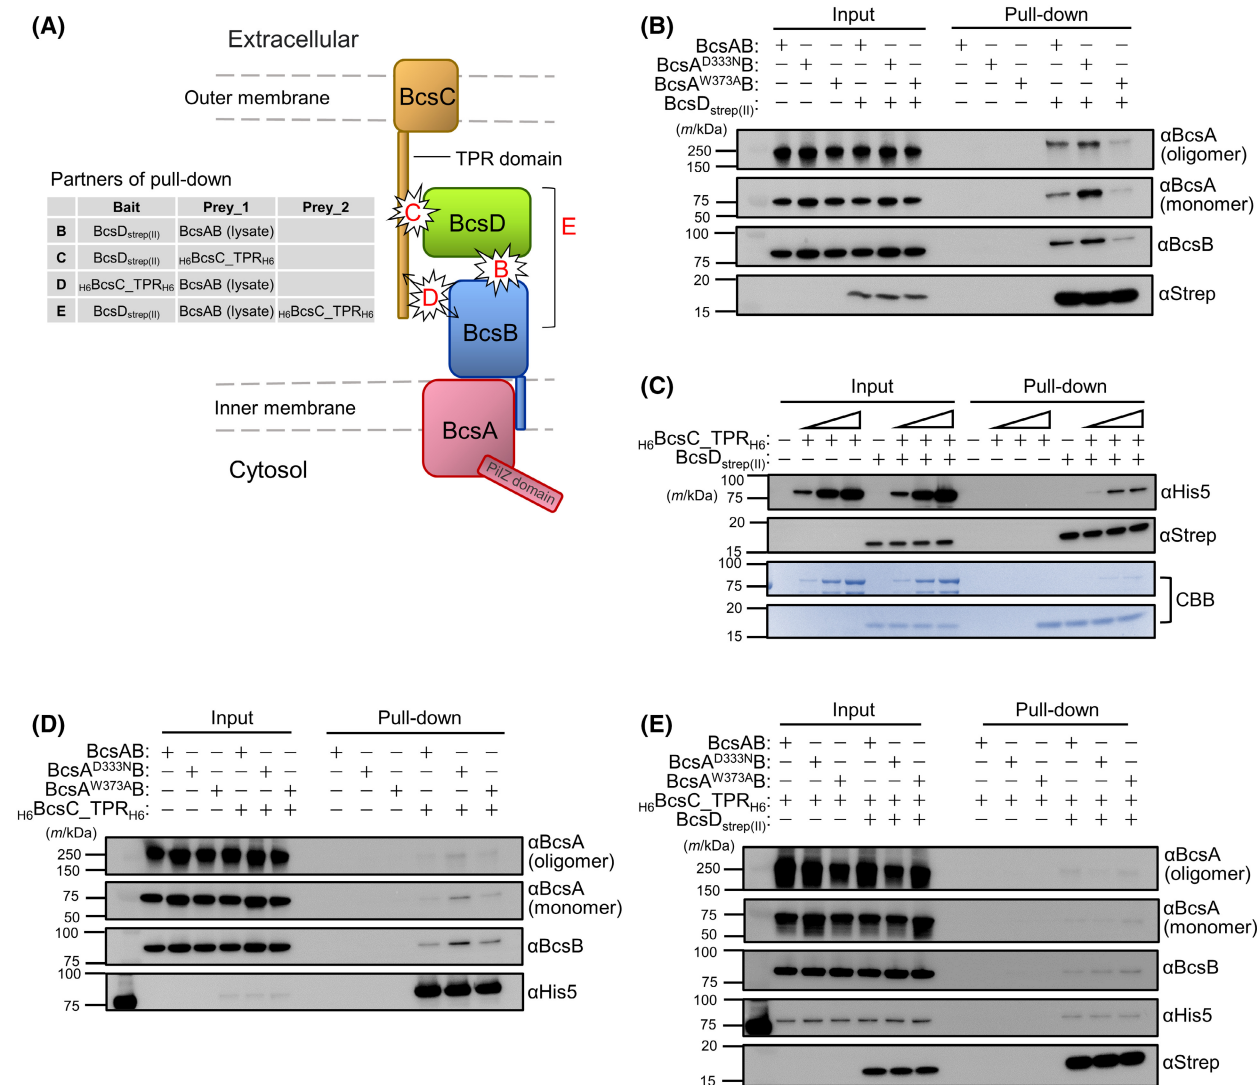 (A)
Extracellular
BcsC
Outer membrane
TPR domain
Partners of pull-down
Bait Prey_1 Prey_2
B BcsDstrep(II) BcsAB (lysate)
C BcsDstrep(II) H6BcsC_TPRH6
D H6BcsC_TPRH6 BcsAB (lysate)
E BcsDstrep(II) BcsAB (lysate) H6BcsC_TPRH6
C
BcsD
E
B
D
BcsB
Inner membrane
BcsA
PilZ domain
Cytosol
(B)
Input Pull-down
BcsAB: + − − + − − + − − + − −
BcsAD333NB: − + − − + − − + − − + −
BcsAW373AB: − − + − − + − − + − − +
BcsDstrep(II): − − − + + + − − − + + +
(m/kDa)
250
150
αBcsA
(oligomer)
75
50
αBcsA
(monomer)
100
75
αBcsB
20
15
αStrep
(C)
Input Pull-down
H6BcsC_TPRH6: − + + + − + + + − + + + − + + +
BcsDstrep(II): − − − − + + + + − − − − + + + +
(m/kDa)
100
75
αHis5
20
15
αStrep
100
75
20
15
CBB
(D)
Input Pull-down
BcsAB: + − − + − − + − − + − −
BcsAD333NB: − + − − + − − + − − + −
BcsAW373AB: − − + − − + − − + − − +
H6BcsC_TPRH6: − − − + + + − − − + + +
(m/kDa)
250
150
αBcsA
(oligomer)
75
50
αBcsA
(monomer)
100
75
αBcsB
100
75
αHis5
(E)
Input Pull-down
BcsAB: + − − + − − + − − + − −
BcsAD333NB: − + − − + − − + − − + −
BcsAW373AB: − − + − − + − − + − − +
H6BcsC_TPRH6: + + + + + + + + + + + +
BcsDstrep(II): − − − + + + − − − + + +
(m/kDa)
250
150
αBcsA
(oligomer)
75
50
αBcsA
(monomer)
100
75
αBcsB
100
75
αHis5
20
15
αStrep